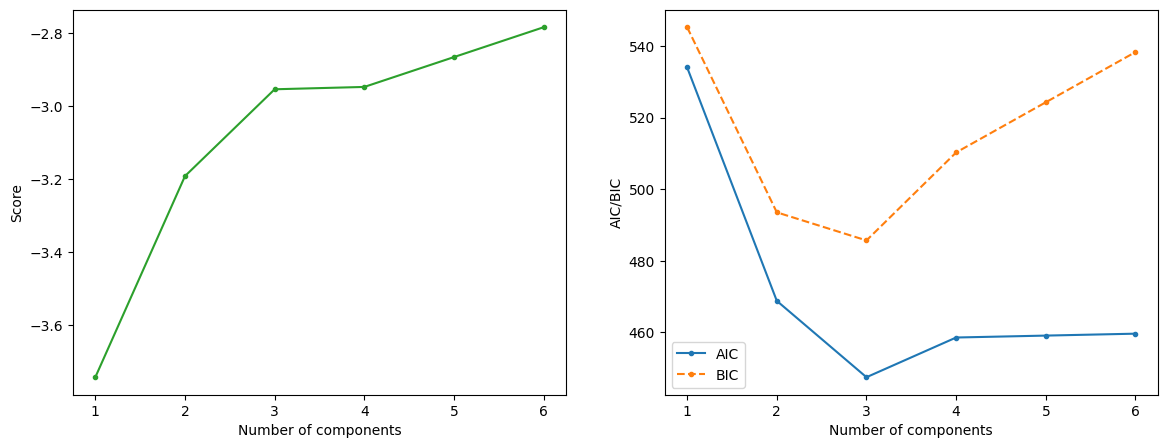 Score
−2.8
−3.0
−3.2
−3.4
−3.6
1 2 3 4 5 6
Number of components
AIC/BIC
540
520
500
480
460
AIC
BIC
1 2 3 4 5 6
Number of components